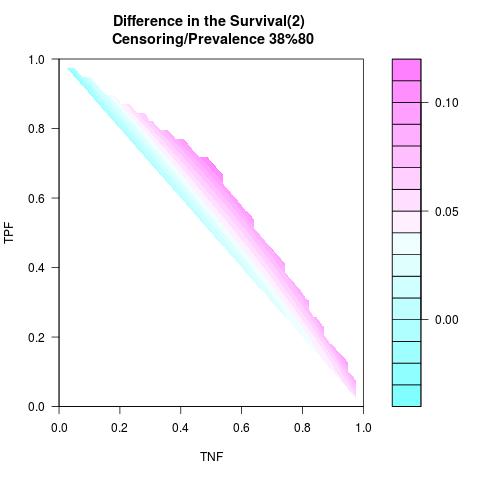 Difference in the Survival(2)
Censoring/Prevalence 38%80
1.0
0.8
0.6
0.4
0.2
0.0
TPF
0.0 0.2 0.4 0.6 0.8 1.0
TNF
0.10
0.05
0.00